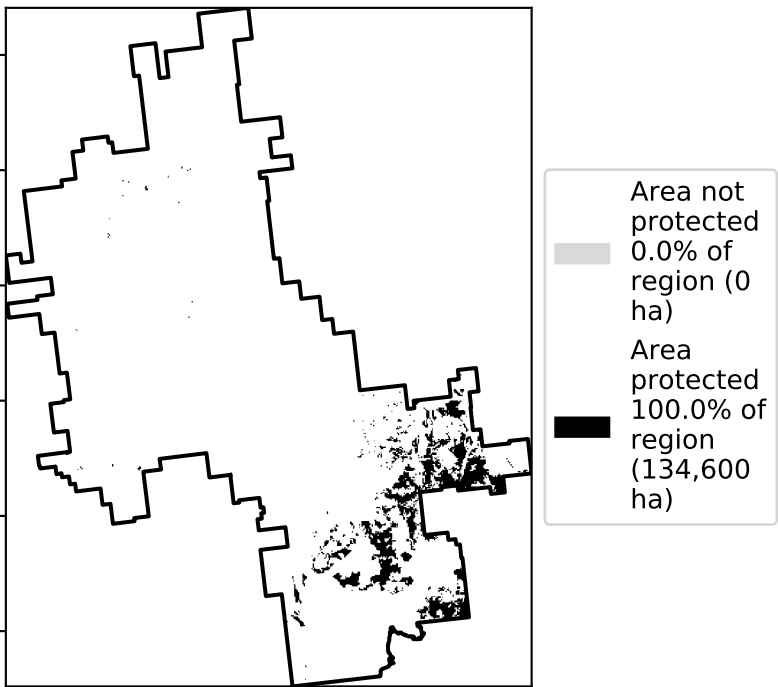 Area not
protected
0.0% of
region (0
ha)
Area
protected
100.0% of
region
(134,600
ha)